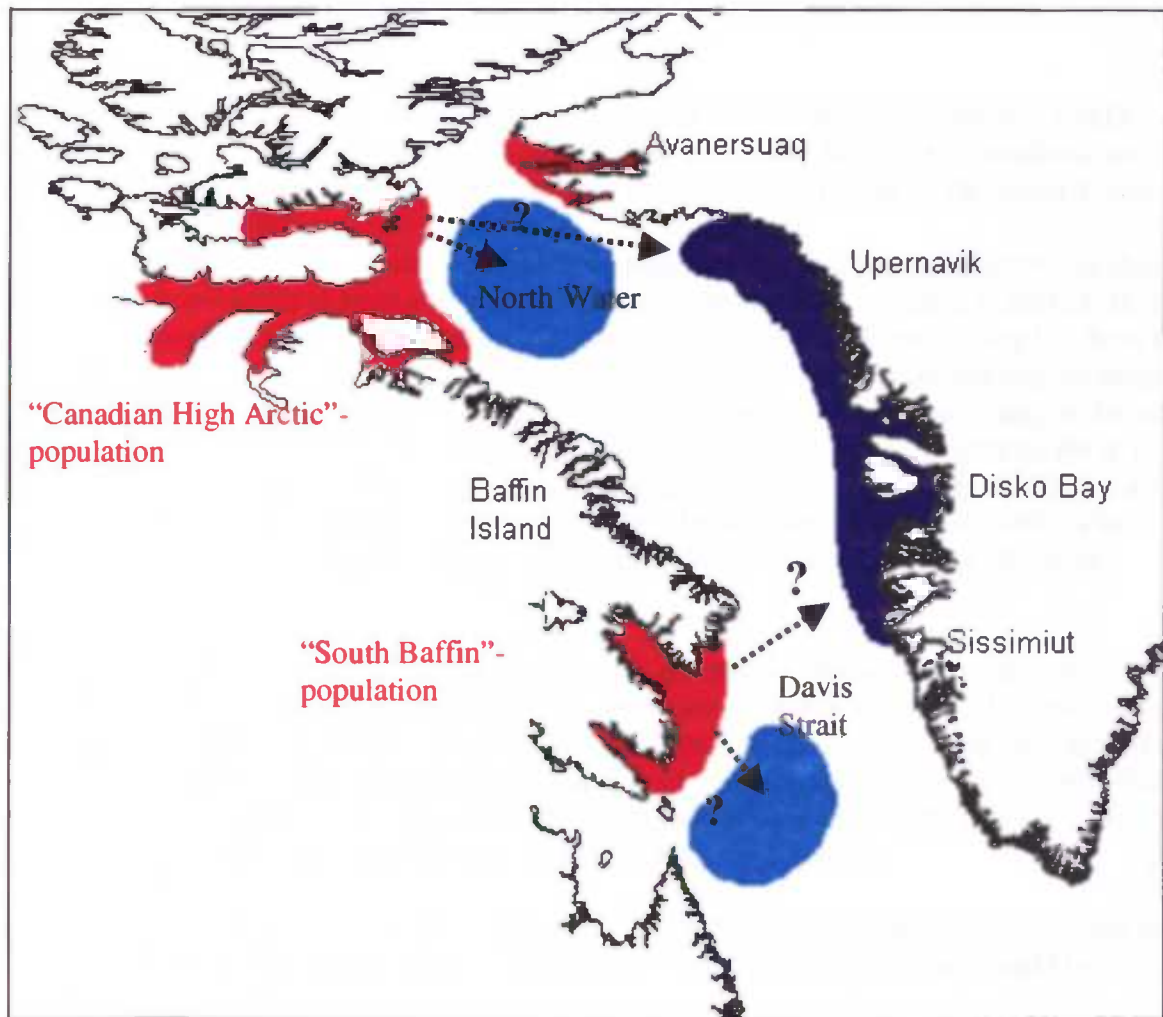 Avanersuaq
?
Upernavik
North Water
“Canadian High Arctic”-
population
Baffin
Island
Disko Bay
?
Sissimiut
“South Baffin”-
population
Davis
Strait
?